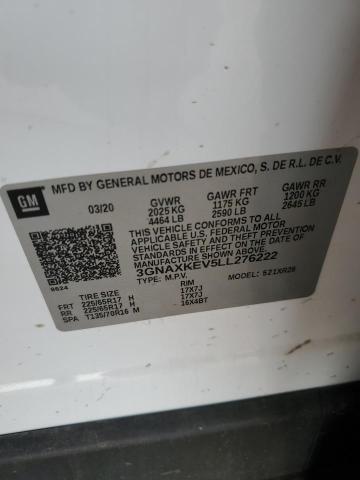 GM
MFD BY GENERAL MOTORS DE MEXICO, S. DE R.L. DE C.V.
03/20 GVWR GAWR FRT GAWR RR
2025 KG 1175 KG 1200 KG
4464 LB 2590 LB 2645 LB
THIS VEHICLE CONFORMS TO ALL APPLICABLE
U.S. FEDERAL MOTOR
VEHICLE SAFETY, BUMPER, AND THEFT PREVENTION
STANDARDS IN EFFECT ON THE DATE OF
MANUFACTURE SHOWN ABOVE.
3GNAXKEV5LL276222
TYPE: M.P.V. MODEL: S21XR26
9624
TIRE SIZE RIM
FRT 225/65R17 H 17X7J
RR 225/65R17 H 17X7J
SPA T135/70R16 M 16X4BT